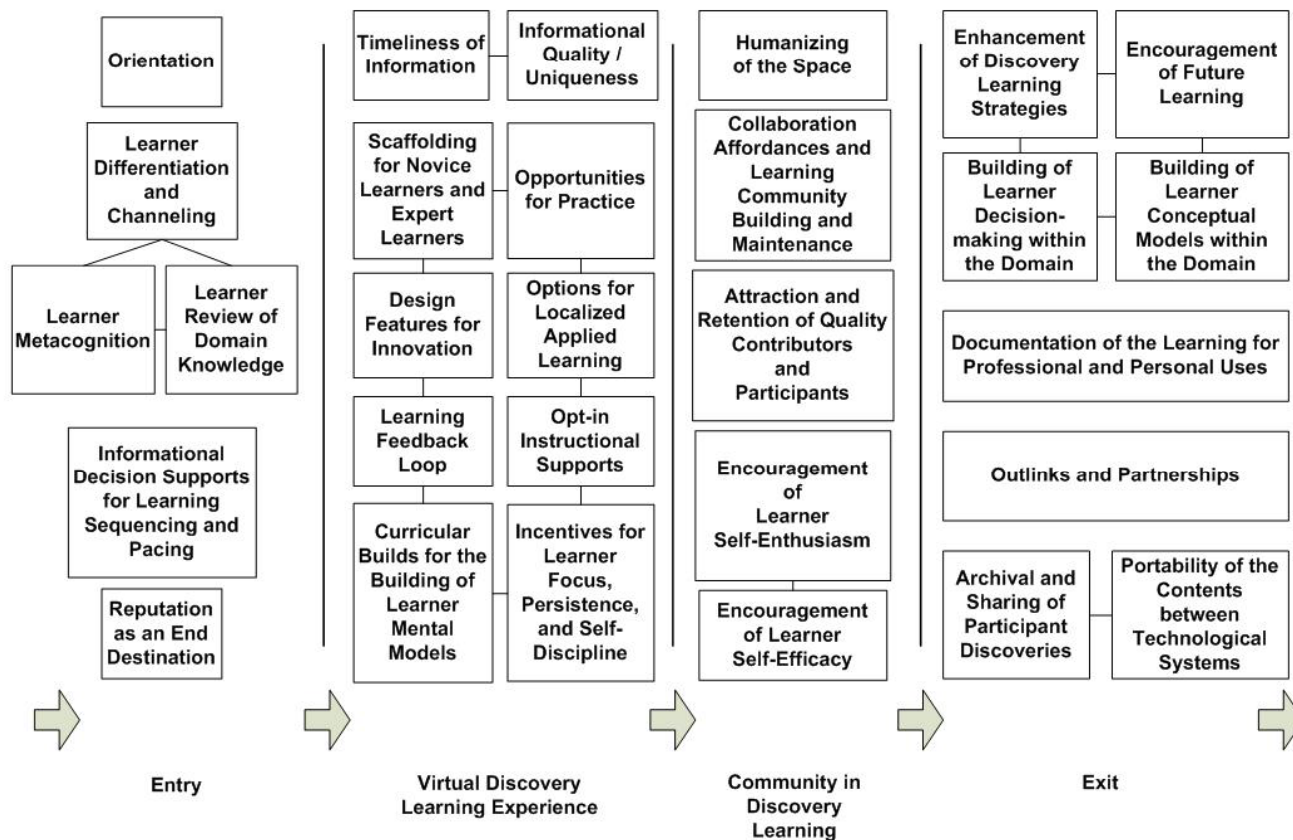 Orientation
Learner
Differentiation
and
Channeling
Learner
Metacognition
Learner
Review of
Domain
Knowledge
Informational
Decision Supports
for Learning
Sequencing and
Pacing
Reputation
as an End
Destination
Entry
Timeliness of
Information
Informational
Quality /
Uniqueness
Scaffolding
for Novice
Learners and
Expert
Learners
Opportunities
for Practice
Design
Features for
Innovation
Options for
Localized
Applied
Learning
Learning
Feedback
Loop
Opt-in
Instructional
Supports
Curricular
Builds for the
Building of
Learner
Mental
Models
Incentives for
Learner
Focus,
Persistence,
and Self-
Discipline
Virtual Discovery
Learning Experience
Humanizing
of the Space
Collaboration
Affordances and
Learning
Community
Building and
Maintenance
Attraction and
Retention of Quality
Contributors
and
Participants
Encouragement
of
Learner
Self-Enthusiasm
Encouragement
of Learner
Self-Efficacy
Community in
Discovery
Learning
Enhancement
of Discovery
Learning
Strategies
Encouragement
of Future
Learning
Building of
Learner
Decision-
making within
the Domain
Building of
Learner
Conceptual
Models within
the Domain
Documentation of the Learning for
Professional and Personal Uses
Outlinks and Partnerships
Archival and
Sharing of
Participant
Discoveries
Portability of the
Contents
between
Technological
Systems
Exit